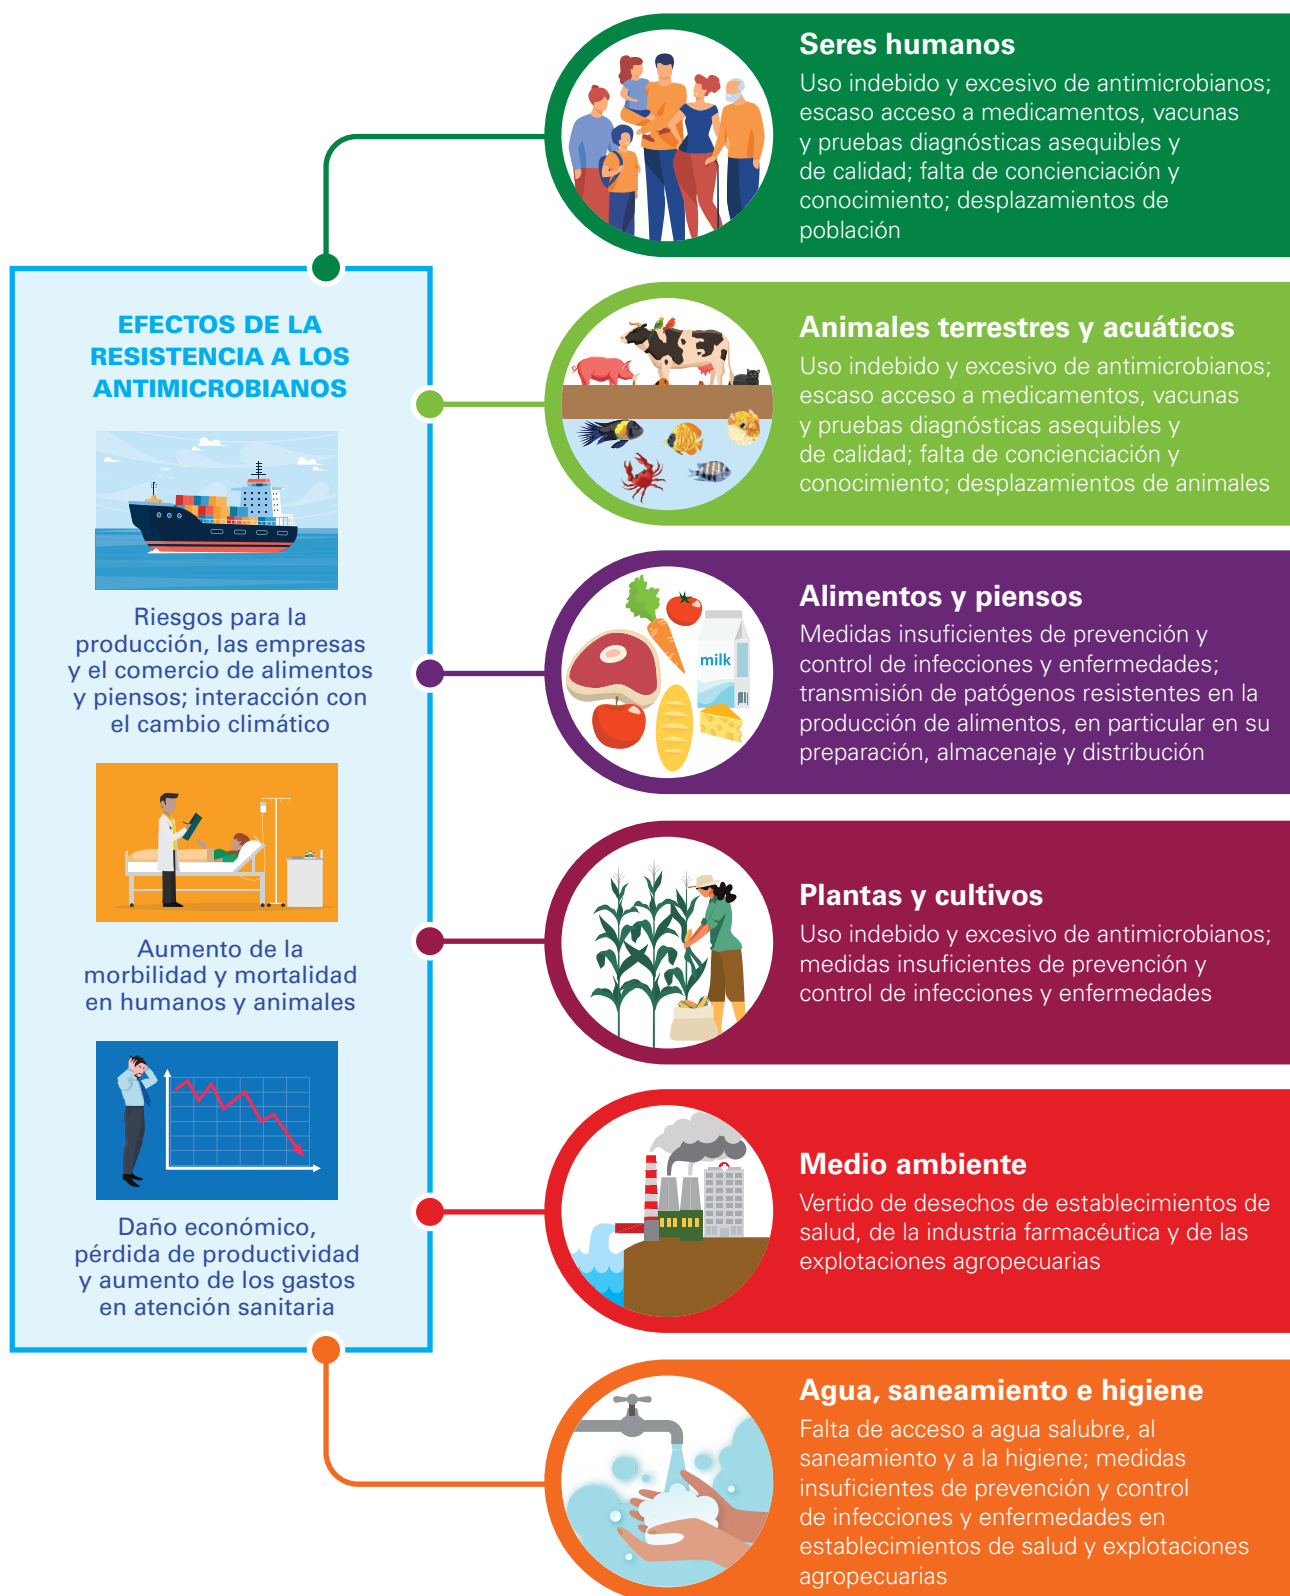 Seres humanos
Uso indebido y excesivo de antimicrobianos;
escaso acceso a medicamentos, vacunas
y pruebas diagnósticas asequibles y
de calidad; falta de concienciación y
conocimiento; desplazamientos de
población
EFECTOS DE LA
RESISTENCIA A LOS
ANTIMICROBIANOS
Riesgos para la
producción, las empresas
y el comercio de alimentos
y piensos; interacción con
el cambio climático
Aumento de la
morbilidad y mortalidad
en humanos y animales
Daño económico,
pérdida de productividad
y aumento de los gastos
en atención sanitaria
Animales terrestres y acuáticos
Uso indebido y excesivo de antimicrobianos;
escaso acceso a medicamentos, vacunas
y pruebas diagnósticas asequibles y
de calidad; falta de concienciación y
conocimiento; desplazamientos de animales
milk
Alimentos y piensos
Medidas insuficientes de prevención y
control de infecciones y enfermedades;
transmisión de patógenos resistentes en la
producción de alimentos, en particular en su
preparación, almacenaje y distribución
Plantas y cultivos
Uso indebido y excesivo de antimicrobianos;
medidas insuficientes de prevención y
control de infecciones y enfermedades
Medio ambiente
Vertido de desechos de establecimientos de
salud, de la industria farmacéutica y de las
explotaciones agropecuarias
Agua, saneamiento e higiene
Falta de acceso a agua salubre, al
saneamiento y a la higiene; medidas
insuficientes de prevención y control
de infecciones y enfermedades en
establecimientos de salud y explotaciones
agropecuarias